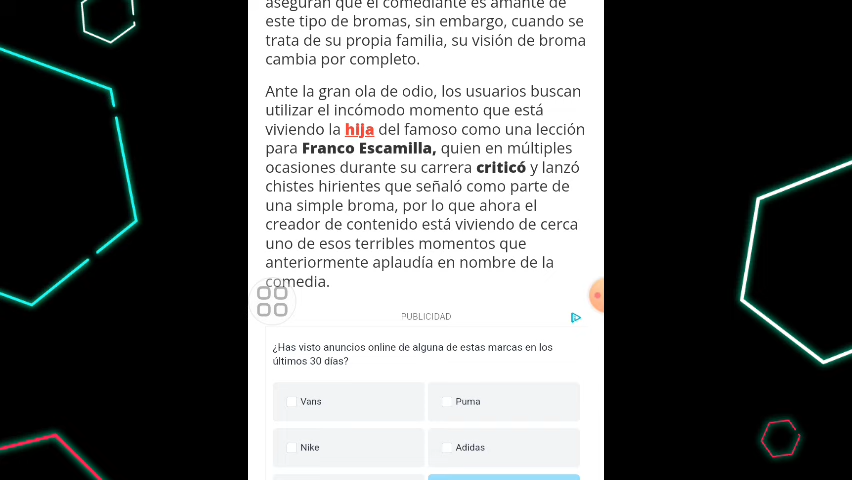 aseguran que el comediante es amante de
este tipo de bromas, sin embargo, cuando se
trata de su propia familia, su visión de broma
cambia por completo.
Ante la gran ola de odio, los usuarios buscan
utilizar el incómodo momento que está
viviendo la hija del famoso como una lección
para Franco Escamilla, quien en múltiples
ocasiones durante su carrera criticó y lanzó
chistes hirientes que señaló como parte de
una simple broma, por lo que ahora el
creador de contenido está viviendo de cerca
uno de esos terribles momentos que
anteriormente aplaudía en nombre de la
comedia.
PUBLICIDAD
¿Has visto anuncios online de alguna de estas marcas en los
últimos 30 días?
Vans
Puma
Nike
Adidas